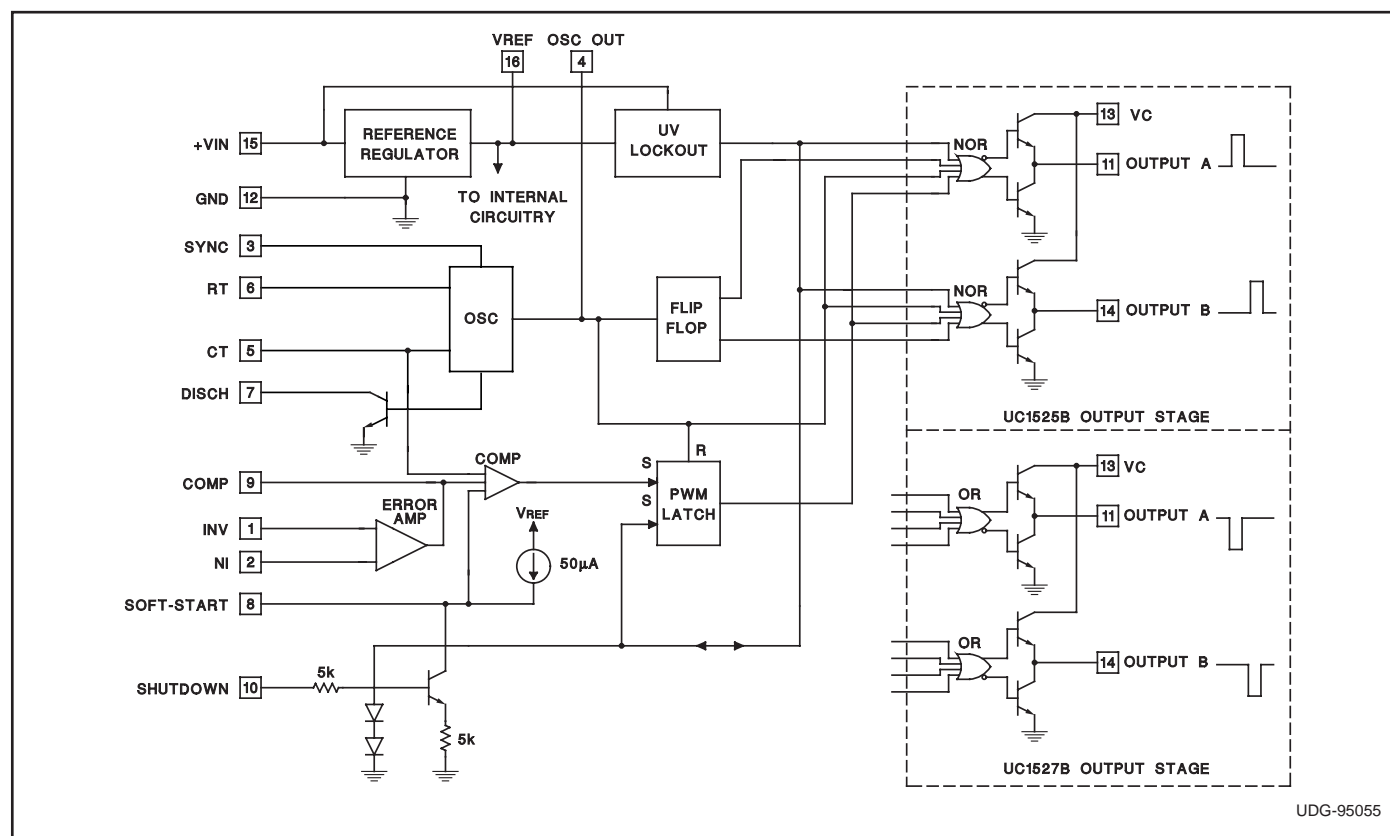 VREF OSC OUT
16 4
+VIN 15
REFERENCE
REGULATOR
UV
LOCKOUT
TO INTERNAL
CIRCUITRY
GND 12
SYNC 3
RT 6
OSC
CT 5
DISCH 7
FLIP
FLOP
NOR
13 VC
11 OUTPUT A
NOR
14 OUTPUT B
UC1525B OUTPUT STAGE
COMP
COMP 9
ERROR
AMP
INV 1
NI 2
S
S
R
PWM
LATCH
VREF
50µA
SOFT-START 8
SHUTDOWN 10
5k
5k
13 VC
OR
11 OUTPUT A
OR
14 OUTPUT B
UC1527B OUTPUT STAGE
UDG-95055